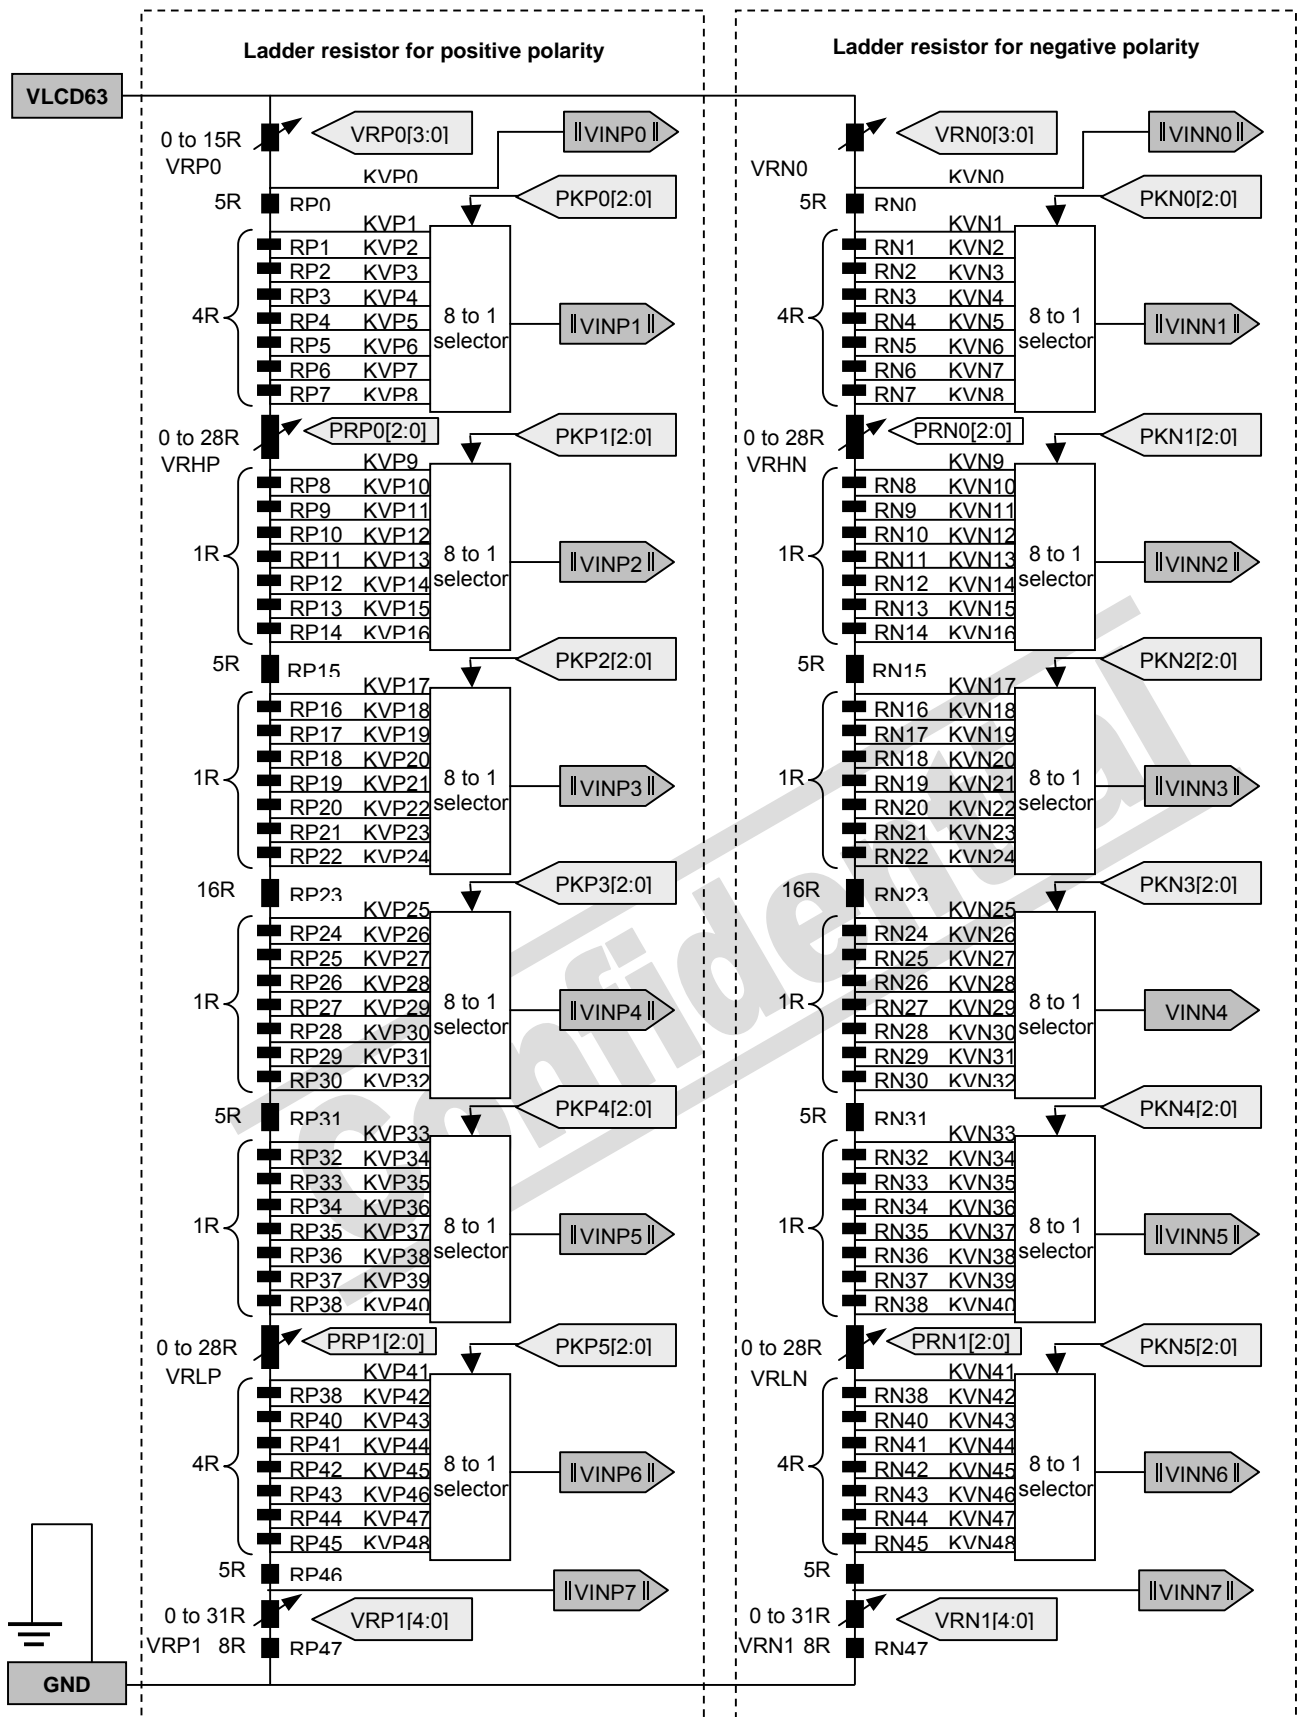 Ladder resistor for positive polarity
Ladder resistor for negative polarity
VLCD63
0 to 15R
VRP0
VRP0[3:0]
‖VINP0‖
KVP0
5R
RP0
PKP0[2:0]
KVP1
RP1 KVP2
RP2 KVP3
RP3 KVP4
RP4 KVP5
RP5 KVP6
RP6 KVP7
RP7 KVP8
4R
8 to 1
selector
‖VINP1‖
0 to 28R
VRHP
PRP0[2:0]
PKP1[2:0]
KVP9
RP8 KVP10
RP9 KVP11
RP10 KVP12
RP11 KVP13
RP12 KVP14
RP13 KVP15
RP14 KVP16
1R
8 to 1
selector
‖VINP2‖
5R
RP15
PKP2[2:0]
KVP17
RP16 KVP18
RP17 KVP19
RP18 KVP20
RP19 KVP21
RP20 KVP22
RP21 KVP23
RP22 KVP24
1R
8 to 1
selector
‖VINP3‖
16R
RP23
PKP3[2:0]
KVP25
RP24 KVP26
RP25 KVP27
RP26 KVP28
RP27 KVP29
RP28 KVP30
RP29 KVP31
RP30 KVP32
1R
8 to 1
selector
‖VINP4‖
5R
RP31
PKP4[2:0]
KVP33
RP32 KVP34
RP33 KVP35
RP34 KVP36
RP35 KVP37
RP36 KVP38
RP37 KVP39
RP38 KVP40
1R
8 to 1
selector
‖VINP5‖
0 to 28R
VRLP
PRP1[2:0]
PKP5[2:0]
KVP41
RP38 KVP42
RP40 KVP43
RP41 KVP44
RP42 KVP45
RP43 KVP46
RP44 KVP47
RP45 KVP48
4R
8 to 1
selector
‖VINP6‖
5R
RP46
‖VINP7‖
0 to 31R
VRP1
VRP1[4:0]
8R
RP47
GND
VRN0
VRN0[3:0]
‖VINN0‖
KVN0
5R
RN0
PKN0[2:0]
KVN1
RN1 KVN2
RN2 KVN3
RN3 KVN4
RN4 KVN5
RN5 KVN6
RN6 KVN7
RN7 KVN8
4R
8 to 1
selector
‖VINN1‖
0 to 28R
VRHN
PRN0[2:0]
PKN1[2:0]
KVN9
RN8 KVN10
RN9 KVN11
RN10 KVN12
RN11 KVN13
RN12 KVN14
RN13 KVN15
RN14 KVN16
1R
8 to 1
selector
‖VINN2‖
5R
RN15
PKN2[2:0]
KVN17
RN16 KVN18
RN17 KVN19
RN18 KVN20
RN19 KVN21
RN20 KVN22
RN21 KVN23
RN22 KVN24
1R
8 to 1
selector
‖VINN3‖
16R
RN23
PKN3[2:0]
KVN25
RN24 KVN26
RN25 KVN27
RN26 KVN28
RN27 KVN29
RN28 KVN30
RN29 KVN31
RN30 KVN32
1R
8 to 1
selector
VINN4
5R
RN31
PKN4[2:0]
KVN33
RN32 KVN34
RN33 KVN35
RN34 KVN36
RN35 KVN37
RN36 KVN38
RN37 KVN39
RN38 KVN40
1R
8 to 1
selector
‖VINN5‖
0 to 28R
VRLN
PRN1[2:0]
PKN5[2:0]
KVN41
RN38 KVN42
RN40 KVN43
RN41 KVN44
RN42 KVN45
RN43 KVN46
RN44 KVN47
RN45 KVN48
4R
8 to 1
selector
‖VINN6‖
5R
‖VINN7‖
0 to 31R
VRN1
VRN1[4:0]
8R
RN47
Confidential